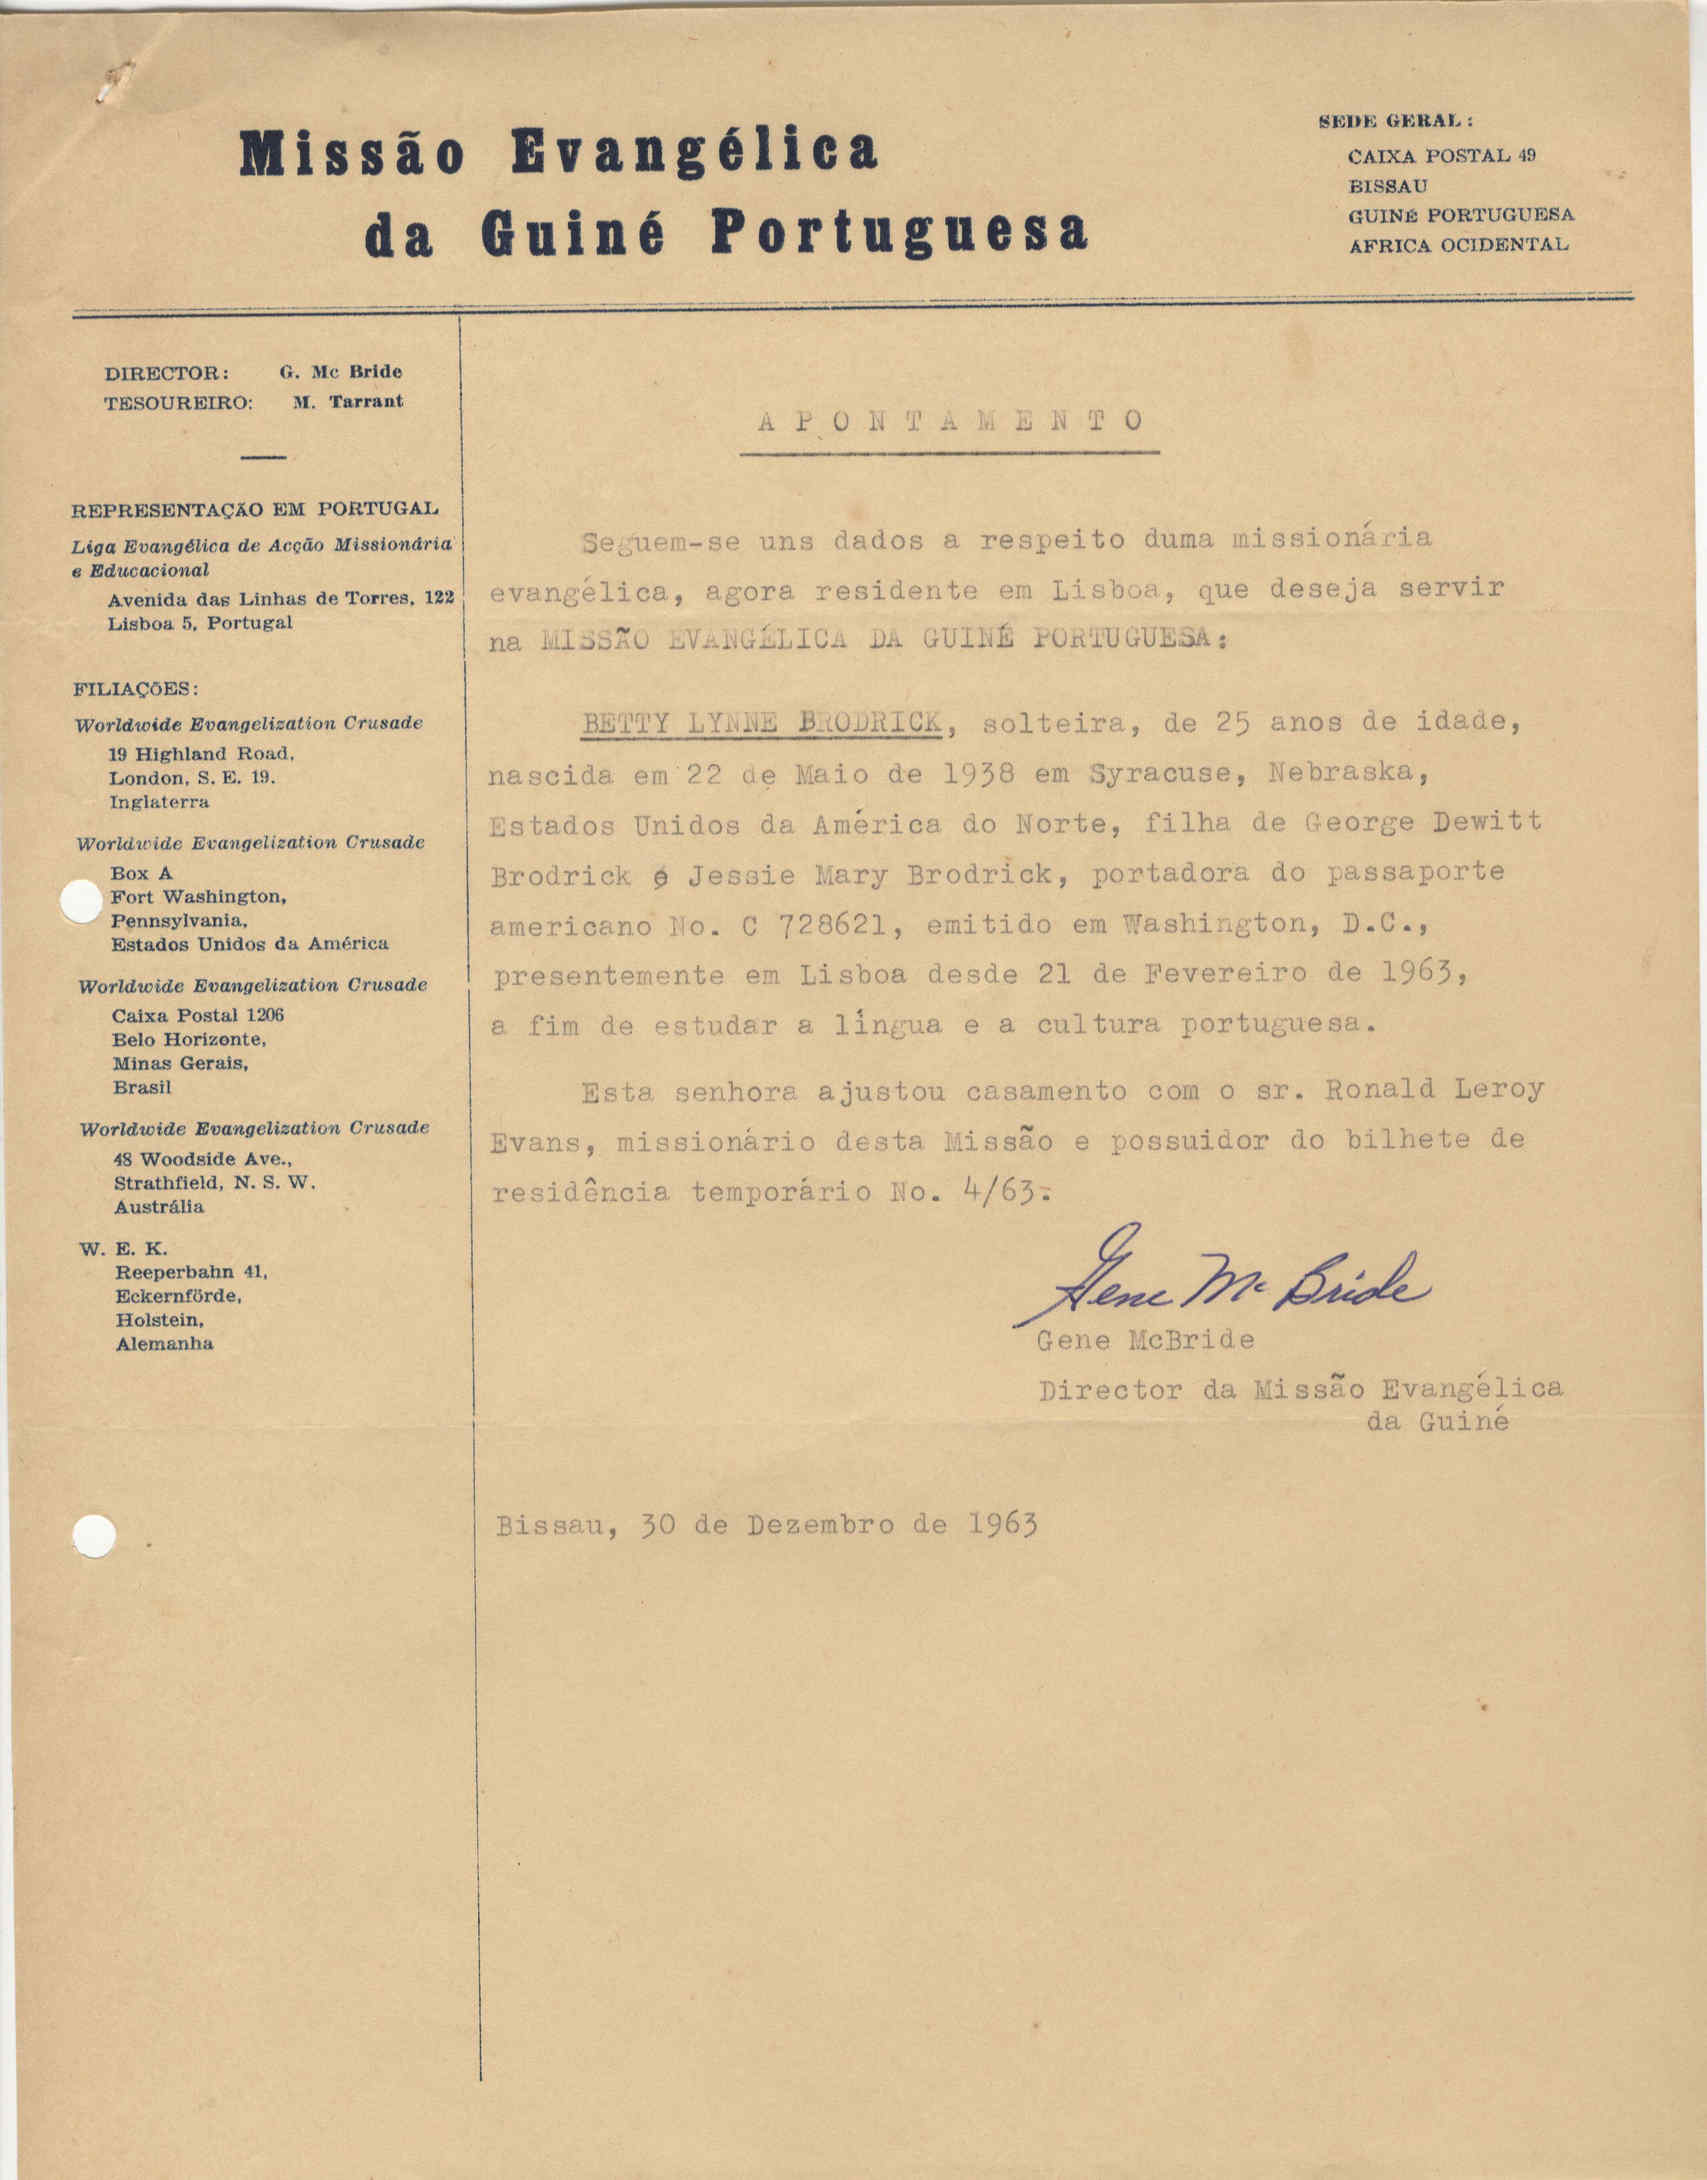 Missão Evangélica
da Guiné Portuguesa
SEDE GERAL:
CAIXA POSTAL 49
BISSAU
GUINÉ PORTUGUESA
AFRICA OCIDENTAL
DIRECTOR: G. Mc Bride
TESOUREIRO: M. Tarrant
REPRESENTAÇÃO EM PORTUGAL
Liga Evangélica de Acção Missionária
e Educacional
Avenida das Linhas de Torres, 122
Lisboa 5, Portugal
FILIAÇÕES:
Worldwide Evangelization Crusade
19 Highland Road,
London, S. E. 19.
Inglaterra
Worldwide Evangelization Crusade
Box A
Fort Washington,
Pennsylvania,
Estados Unidos da América
Worldwide Evangelization Crusade
Caixa Postal 1206
Belo Horizonte,
Minas Gerais,
Brasil
Worldwide Evangelization Crusade
48 Woodside Ave.,
Strathfield, N. S. W.
Austrália
W. E. K.
Reeperbahn 41,
Eckernförde,
Holstein,
Alemanha
A P O N T A M E N T O
Seguem-se uns dados a respeito duma missionária
evangélica, agora residente em Lisboa, que deseja servir
na MISSÃO EVANGÉLICA DA GUINÉ PORTUGUESA:
BETTY LYNNE BRODRICK, solteira, de 25 anos de idade,
nascida em 22 de Maio de 1938 em Syracuse, Nebraska,
Estados Unidos da América do Norte, filha de George Dewitt
Brodrick e Jessie Mary Brodrick, portadora do passaporte
americano No. C 728621, emitido em Washington, D.C.,
presentemente em Lisboa desde 21 de Fevereiro de 1963,
a fim de estudar a língua e a cultura portuguesa.
Esta senhora ajustou casamento com o sr. Ronald Leroy
Evans, missionário desta Missão e possuidor do bilhete de
residência temporário No. 4/63.
Gene McBride
Gene McBride
Director da Missão Evangélica
da Guiné
Bissau, 30 de Dezembro de 1963